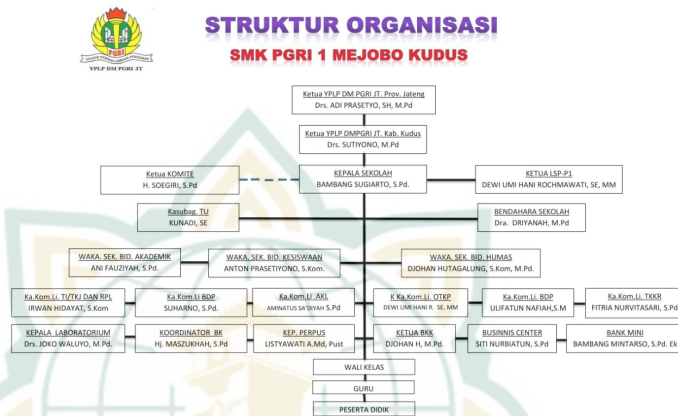 STRUKTUR ORGANISASI
SMK PGRI 1 MEJOBO KUDUS
PGRI
YPLP DM PGRI JT
Ketua YPLP DM PGRI JT. Prov. Jateng
Drs. ADI PRASETYO, SH, M.Pd
Ketua YPLP DMPGRI JT. Kab. Kudus
Drs. SUTIYONO, M.Pd
Ketua KOMITE
H. SOEGIRI, S.Pd
KEPALA SEKOLAH
BAMBANG SUGIARTO, S.Pd.
KETUA LSP-P1
DEWI UMI HANI ROCHMAWATI, SE, MM
Kasubag. TU
KUNADI, SE
BENDAHARA SEKOLAH
Dra. DRIYANAH, M.Pd
WAKA. SEK. BID. AKADEMIK
ANI FAUZIYAH, S.Pd.
WAKA. SEK. BID. KESISWAAN
ANTON PRASETIYONO, S.Kom.
WAKA. SEK. BID. HUMAS
DJOHAN HUTAGALUNG, S.Kom, M.Pd.
Ka.Kom.Li. TI/TKJ DAN RPL
IRWAN HIDAYAT, S.Kom
Ka.Kom.Li BDP
SUHARNO, S.Pd.
Ka.Kom.Li .AKL
AMINATUS SA'DIYAH S.Pd
K Ka.Kom.Li. OTKP
DEWI UMI HANI R. SE, MM
Ka.Kom.Li. BDP
ULIFATUN NAFIAH,S.M
Ka.Kom.Li. TKKR
FITRIA NURVITASARI, S.Pd
KEPALA LABORATORIUM
Drs. JOKO WALUYO, M.Pd.
KOORDINATOR BK
Hj. MASZUKHAH, S.Pd
KEP. PERPUS
LISTYAWATI A.Md, Pust
KETUA BKK
DJOHAN H, M.Pd.
BUSINNIS CENTER
SITI NURBIATUN, S.Pd
BANK MINI
BAMBANG MINTARSO, S.Pd. Ek
WALI KELAS
GURU
PESERTA DIDIK